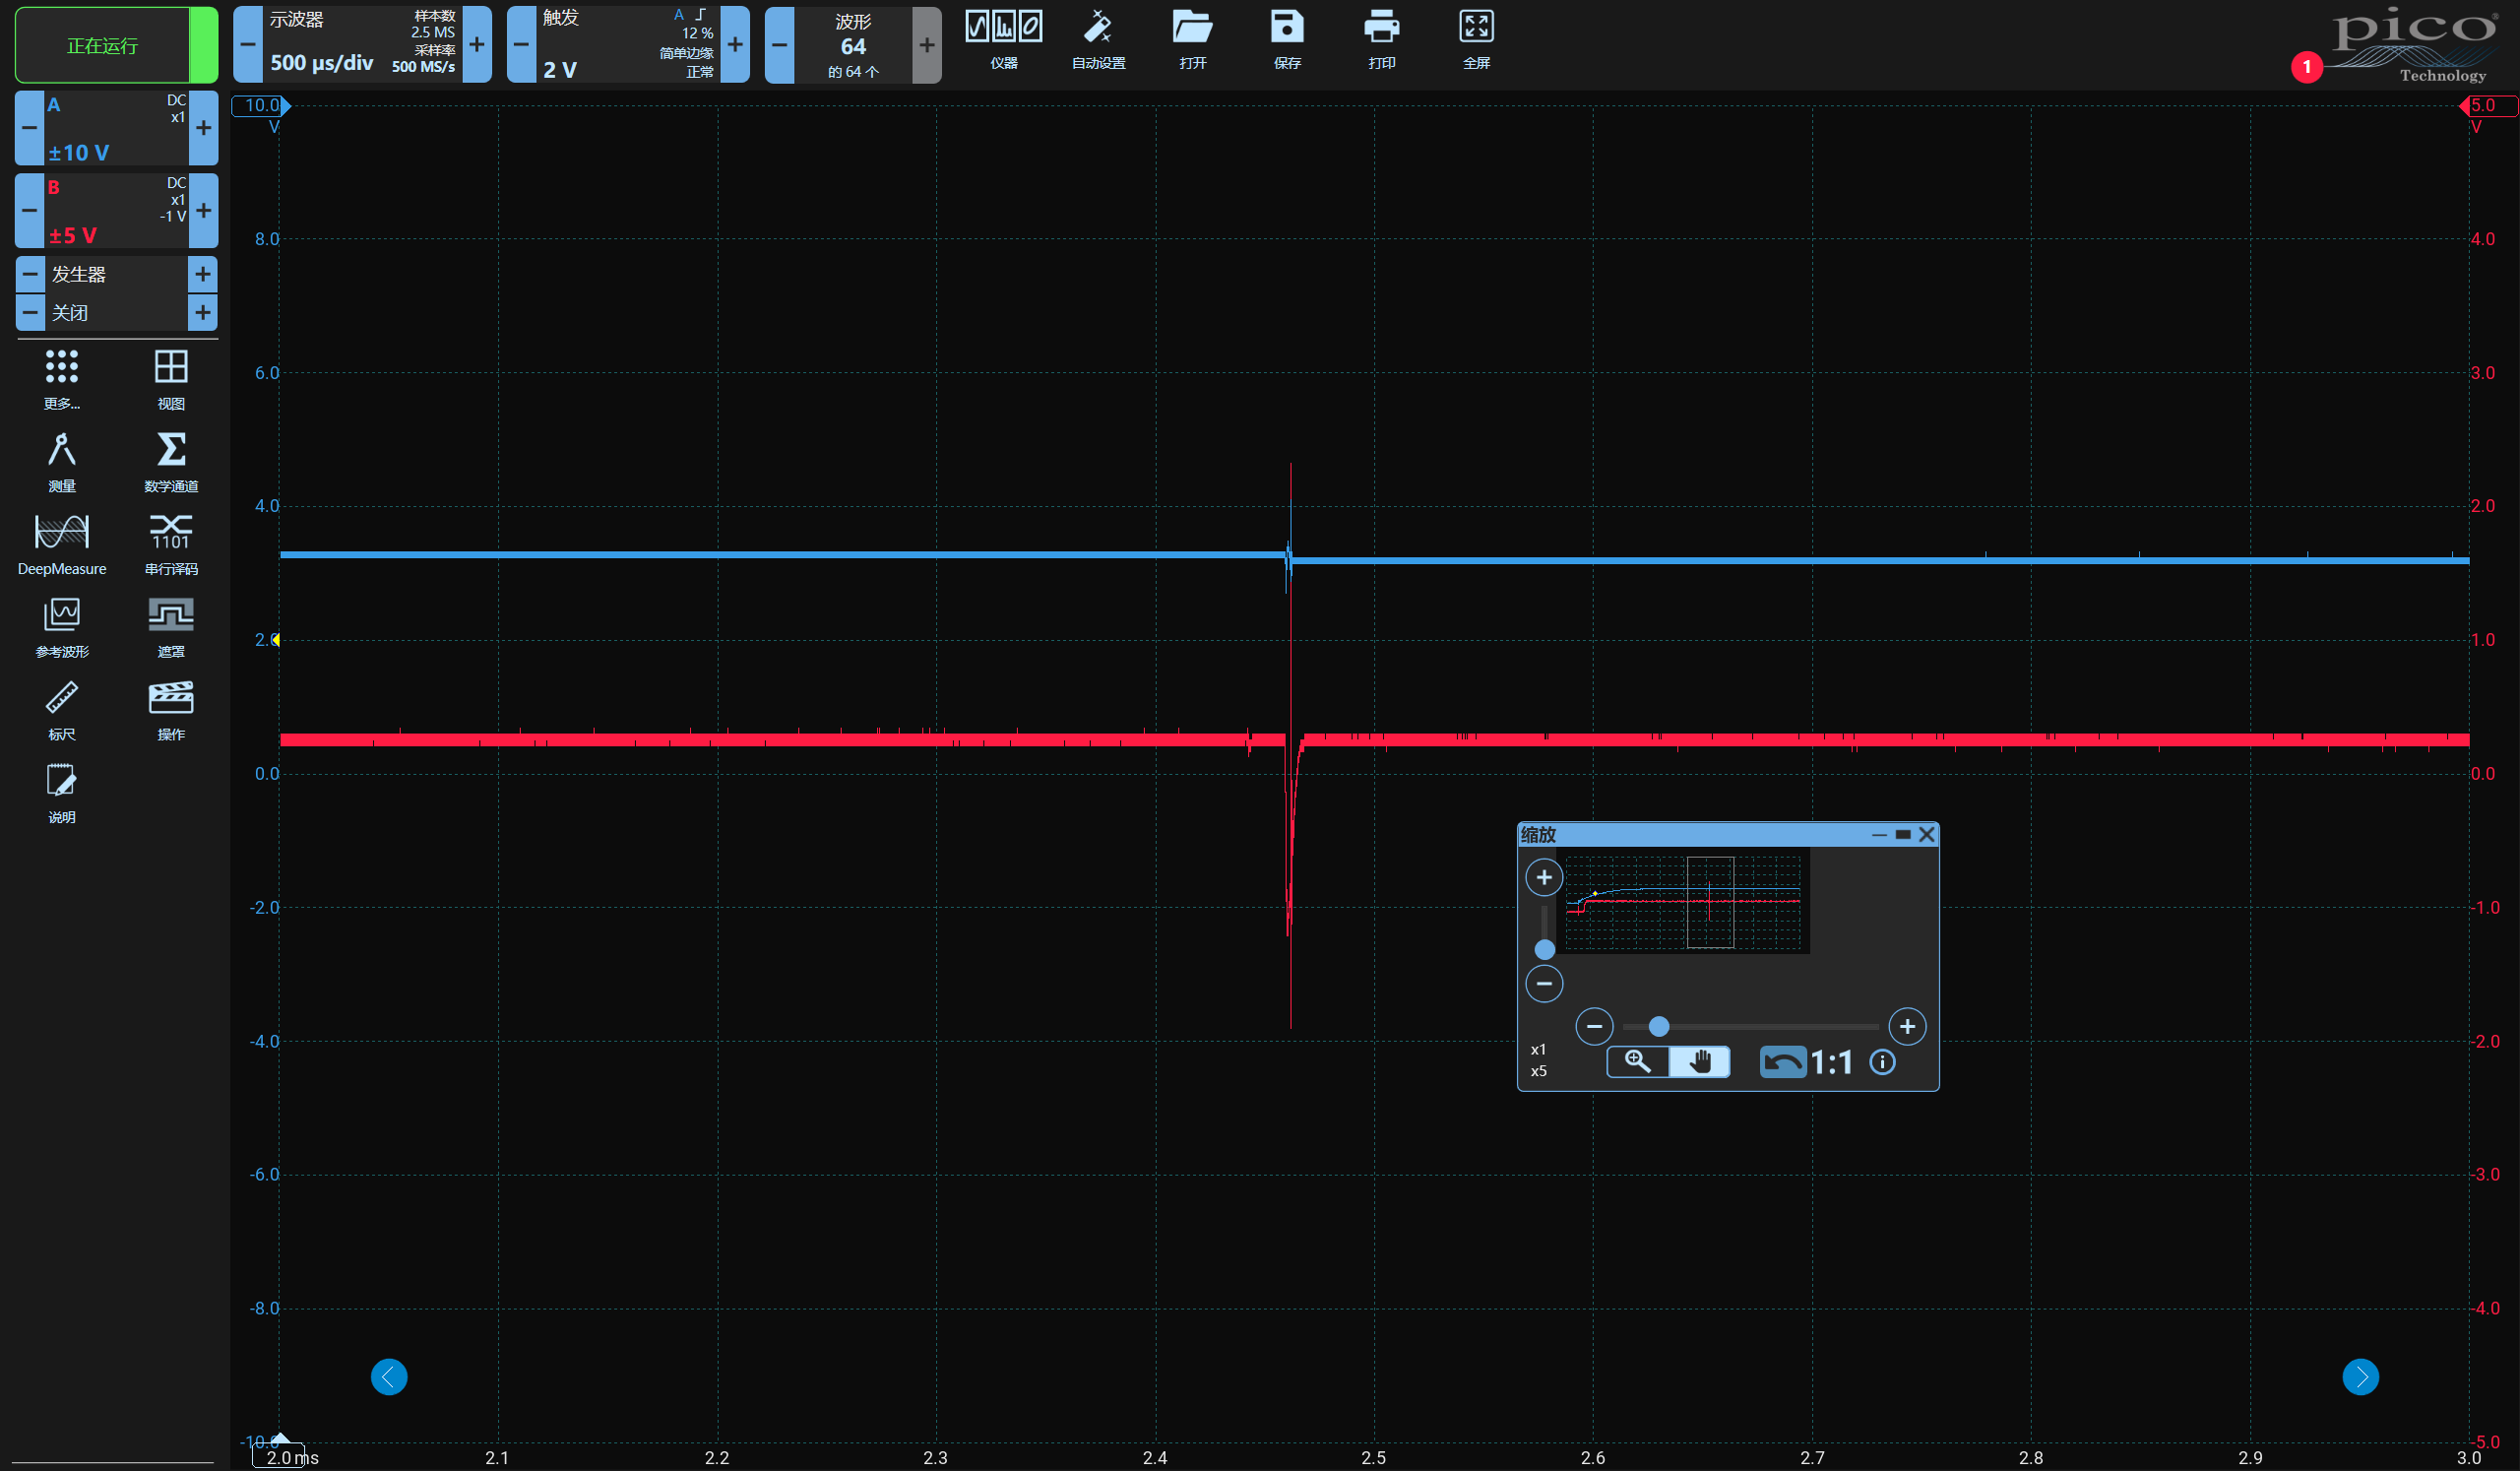 正在运行
示波器
500 µs/div
样本数
2.5 MS
采样率
500 MS/s
触发
2 V
A
12 %
简单边缘
正常
波形
64
的 64 个
仪器
自动设置
打开
保存
打印
全屏
1
pico
Technology
A
DC
x1
±10 V
B
DC
x1
-1 V
±5 V
发生器
关闭
更多...
视图
测量
数学通道
DeepMeasure
1101
串行译码
参考波形
遮罩
标尺
操作
说明
10.0
V
8.0
6.0
4.0
2.0
0.0
-2.0
-4.0
-6.0
-8.0
-10.0
5.0
V
4.0
3.0
2.0
1.0
0.0
-1.0
-2.0
-3.0
-4.0
-5.0
缩放
x1
x5
1:1
2.0 ms
2.1
2.2
2.3
2.4
2.5
2.6
2.7
2.8
2.9
3.0